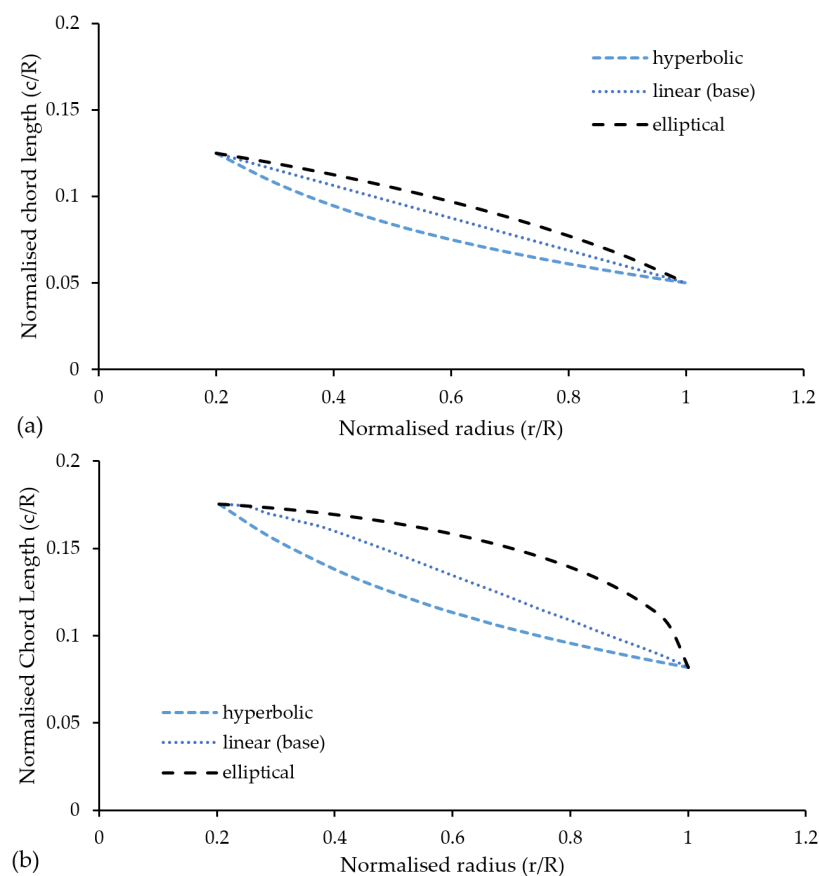 0.2
0.15
0.1
0.05
0
Normalised chord length (c/R)
hyperbolic
linear (base)
elliptical
0 0.2 0.4 0.6 0.8 1 1.2
(a)
Normalised radius (r/R)
0.2
0.15
0.1
0.05
0
Normalised Chord Length (c/R)
hyperbolic
linear (base)
elliptical
0 0.2 0.4 0.6 0.8 1 1.2
(b)
Normalised radius (r/R)